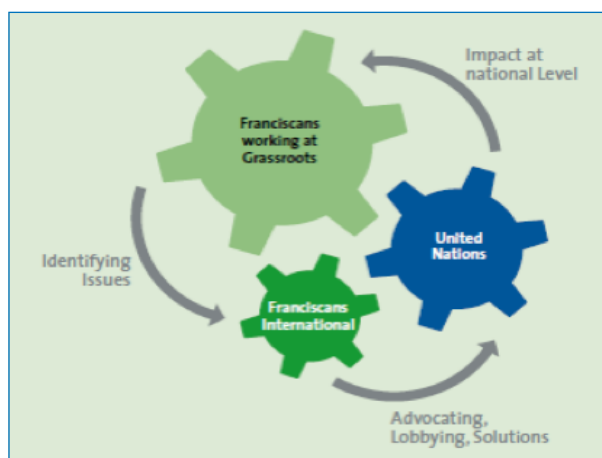 Impact at
national Level
Franciscans
working at
Grassroots
United
Nations
Identifying
Issues
Franciscans
International
Advocating,
Lobbying, Solutions